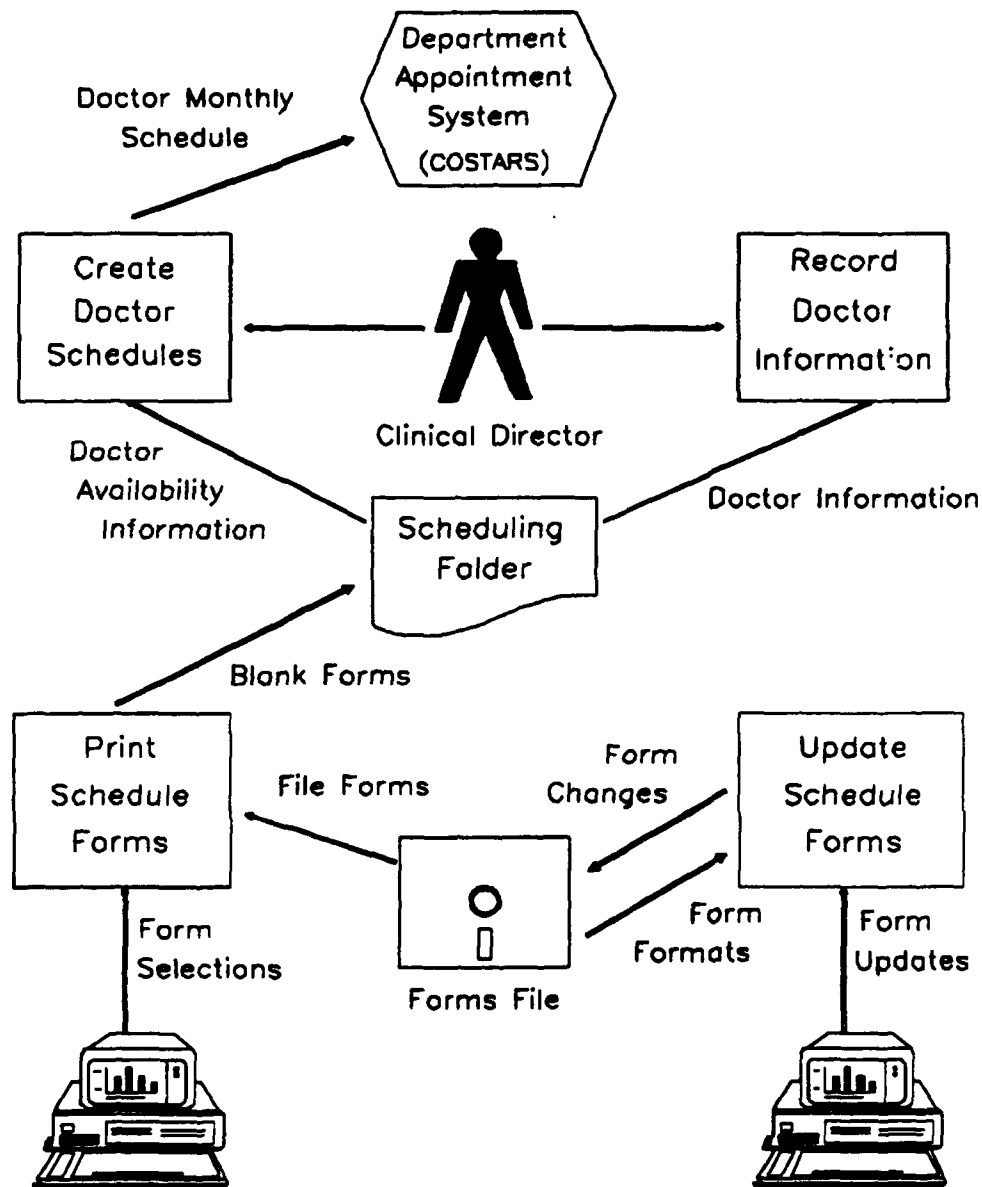 Department
Appointment
System
(COSTARS)
Doctor Monthly
Schedule
Create
Doctor
Schedules
Record
Doctor
Information
Clinical Director
Doctor
Availability
Information
Doctor Information
Scheduling
Folder
Blank Forms
Print
Schedule
Forms
File Forms
Form
Changes
Update
Schedule
Forms
Form
Formats
Form
Selections
Form
Updates
Forms File